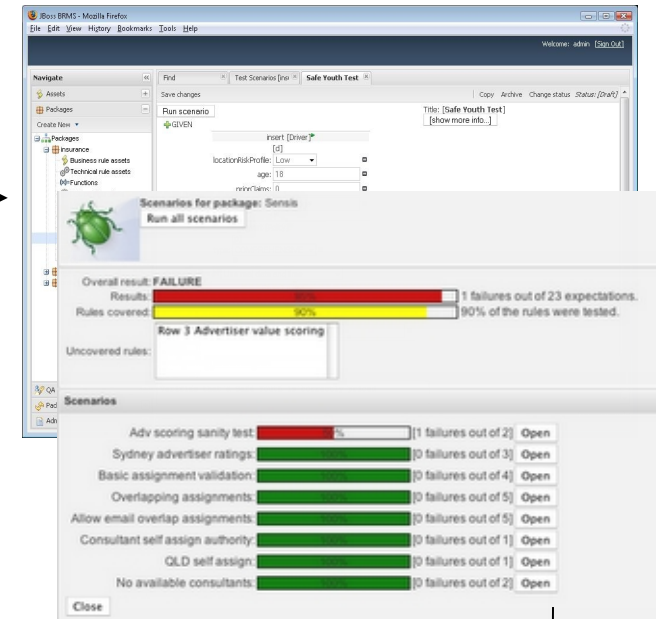 JBoss BRMS - Mozilla Firefox
File Edit View History Bookmarks Tools Help
Welcome: admin [Sign Out]
Navigate
Find
Test Scenarios [insu
Safe Youth Test
Assets
Save changes
Copy Archive Change status Status: [Draft]
Packages
Run scenario
Title: [Safe Youth Test]
Create New
GIVEN
[show more info...]
Packages
insert [Driver]
insurance
[d]
Business rule assets
locationRiskProfile: Low
Technical rule assets
age: 18
Functions
priorClaims: 0
Scenarios for package: Sensis
Run all scenarios
Overall result: FAILURE
Results: 95% 1 failures out of 23 expectations.
Rules covered: 90% 90% of the rules were tested.
Row 3 Advertiser value scoring
Uncovered rules:
QA
Scenarios
Adv scoring sanity test: % [1 failures out of 2] Open
Sydney advertiser ratings: 100% [0 failures out of 3] Open
Basic assignment validation: 100% [0 failures out of 4] Open
Overlapping assignments: 100% [0 failures out of 5] Open
Allow email overlap assignments: 100% [0 failures out of 5] Open
Consultant self assign authority: 100% [0 failures out of 1] Open
QLD self assign: 100% [0 failures out of 1] Open
No available consultants: 100% [0 failures out of 2] Open
Close